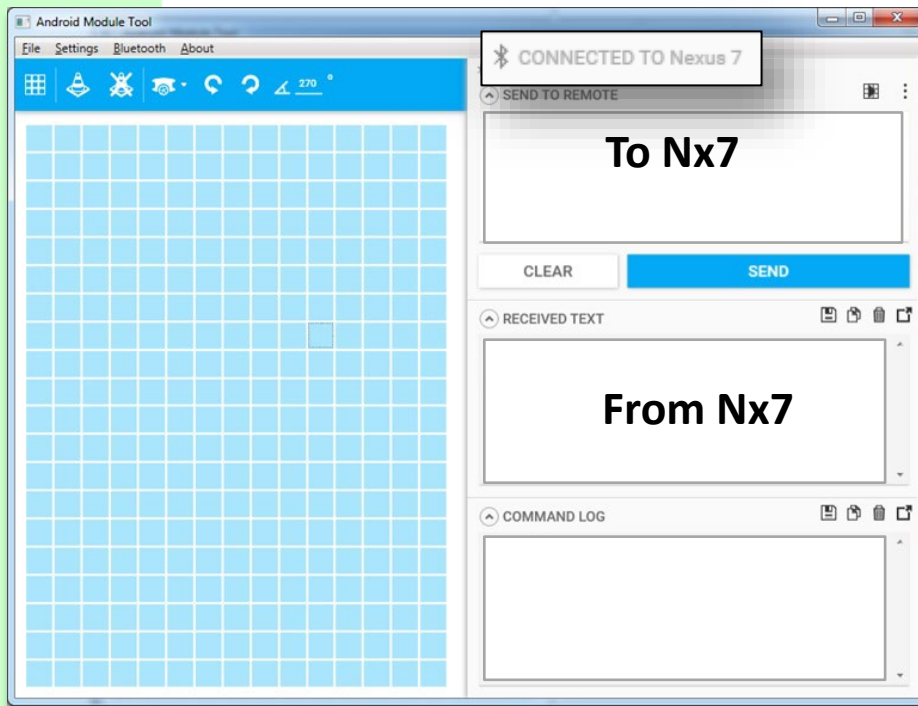 Android Module Tool
File Settings Bluetooth About
270 °
CONNECTED TO Nexus 7
SEND TO REMOTE
To Nx7
CLEAR SEND
RECEIVED TEXT
From Nx7
COMMAND LOG